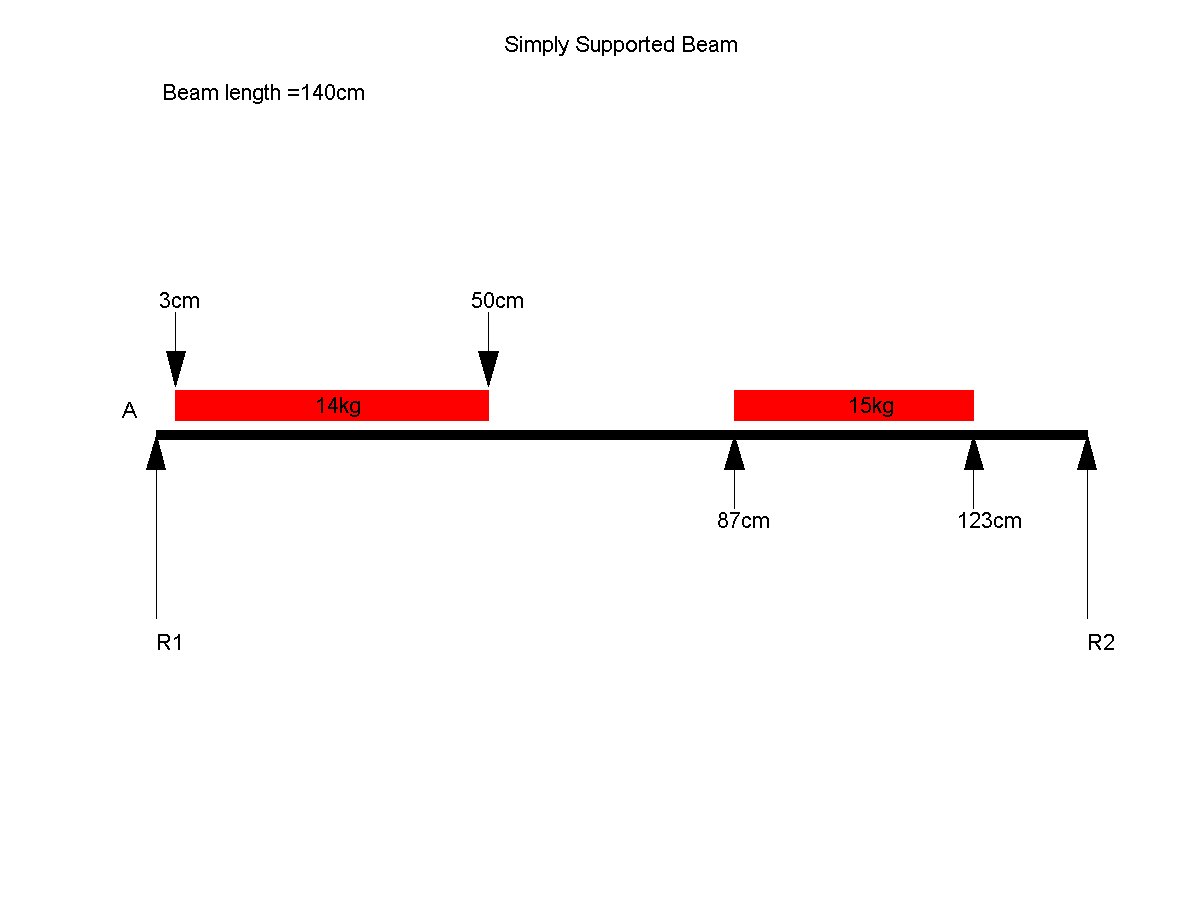 Simply Supported Beam
Beam length =140cm
3cm
50cm
A
14kg
15kg
87cm
123cm
R1
R2